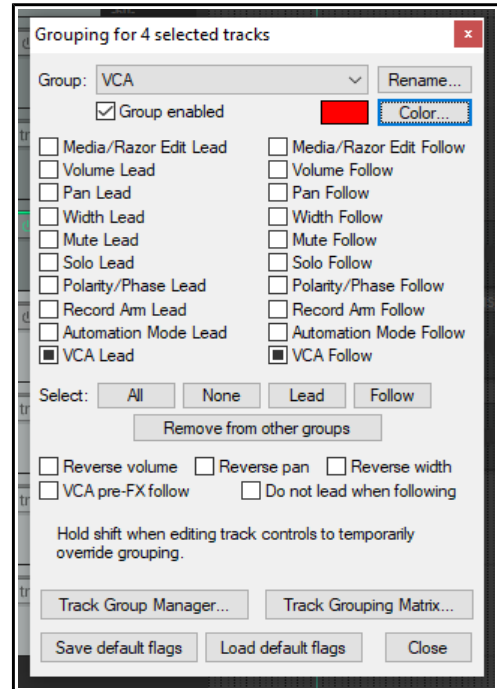 Grouping for 4 selected tracks
x
Group: VCA Rename...
Group enabled Color...
Media/Razor Edit Lead Media/Razor Edit Follow
Volume Lead Volume Follow
Pan Lead Pan Follow
Width Lead Width Follow
Mute Lead Mute Follow
Solo Lead Solo Follow
Polarity/Phase Lead Polarity/Phase Follow
Record Arm Lead Record Arm Follow
Automation Mode Lead Automation Mode Follow
VCA Lead VCA Follow
Select: All None Lead Follow
Remove from other groups
Reverse volume Reverse pan Reverse width
VCA pre-FX follow Do not lead when following
Hold shift when editing track controls to temporarily
override grouping.
Track Group Manager... Track Grouping Matrix...
Save default flags Load default flags Close